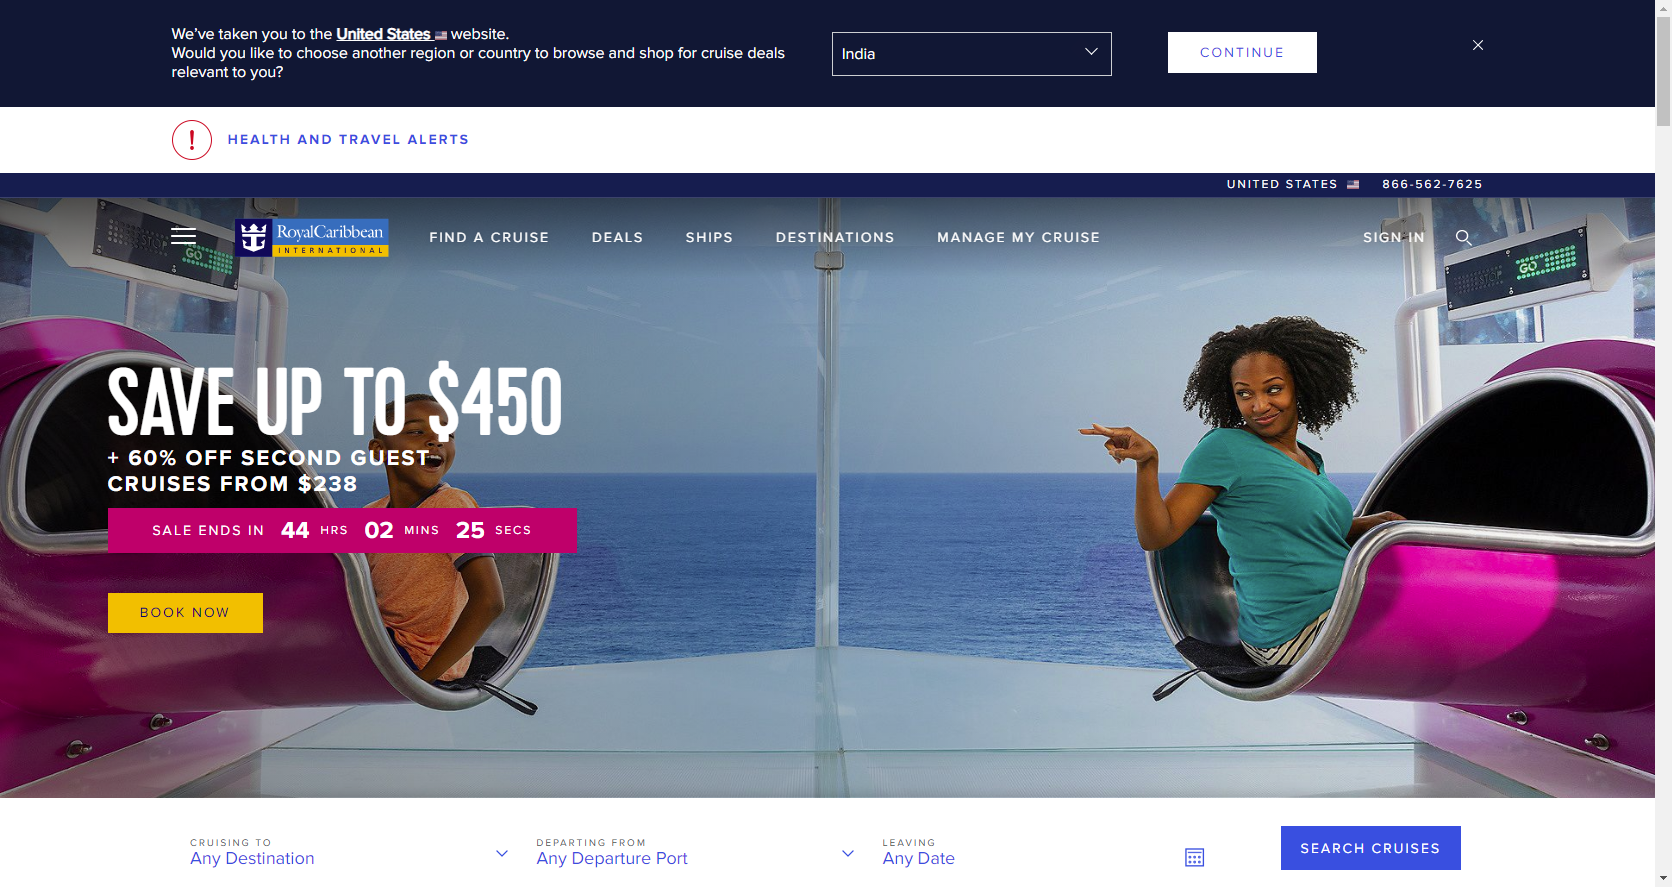 We've taken you to the United States website.
Would you like to choose another region or country to browse and shop for cruise deals
relevant to you?
India
CONTINUE
HEALTH AND TRAVEL ALERTS
UNITED STATES 866-562-7625
RoyalCaribbean
INTERNATIONAL
FIND A CRUISE DEALS SHIPS DESTINATIONS MANAGE MY CRUISE SIGN IN
STOP
GO
STOP
GO
SAVE UP TO $450
+ 60% OFF SECOND GUEST
CRUISES FROM $238
SALE ENDS IN 44 HRS 02 MINS 25 SECS
BOOK NOW
CRUISING TO
Any Destination
DEPARTING FROM
Any Departure Port
LEAVING
Any Date
SEARCH CRUISES